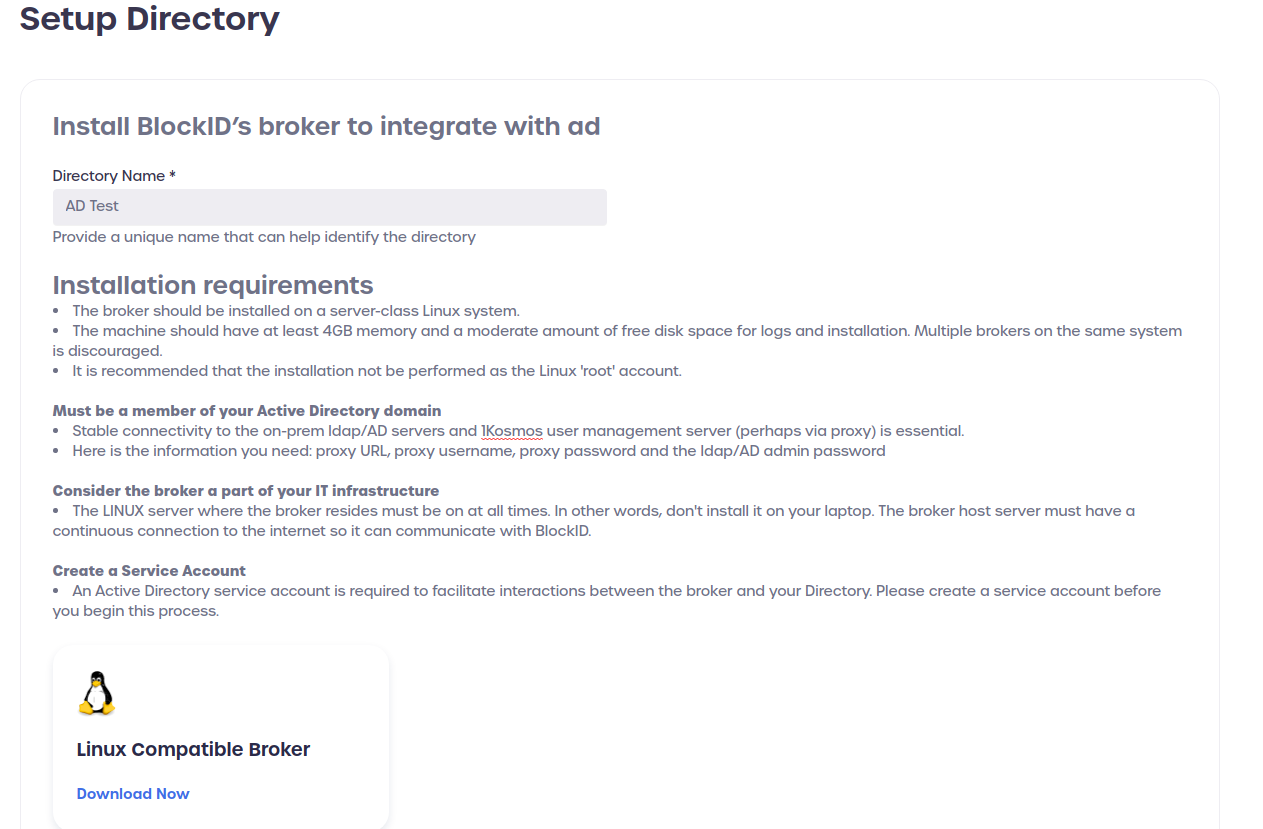 Setup Directory
Install BlockID’s broker to integrate with ad
Directory Name *
AD Test
Provide a unique name that can help identify the directory
Installation requirements
• The broker should be installed on a server-class Linux system.
• The machine should have at least 4GB memory and a moderate amount of free disk space for logs and installation. Multiple brokers on the same system
is discouraged.
• It is recommended that the installation not be performed as the Linux 'root' account.
Must be a member of your Active Directory domain
• Stable connectivity to the on-prem ldap/AD servers and 1Kosmos user management server (perhaps via proxy) is essential.
• Here is the information you need: proxy URL, proxy username, proxy password and the ldap/AD admin password
Consider the broker a part of your IT infrastructure
• The LINUX server where the broker resides must be on at all times. In other words, don't install it on your laptop. The broker host server must have a
continuous connection to the internet so it can communicate with BlockID.
Create a Service Account
• An Active Directory service account is required to facilitate interactions between the broker and your Directory. Please create a service account before
you begin this process.
Linux Compatible Broker
Download Now